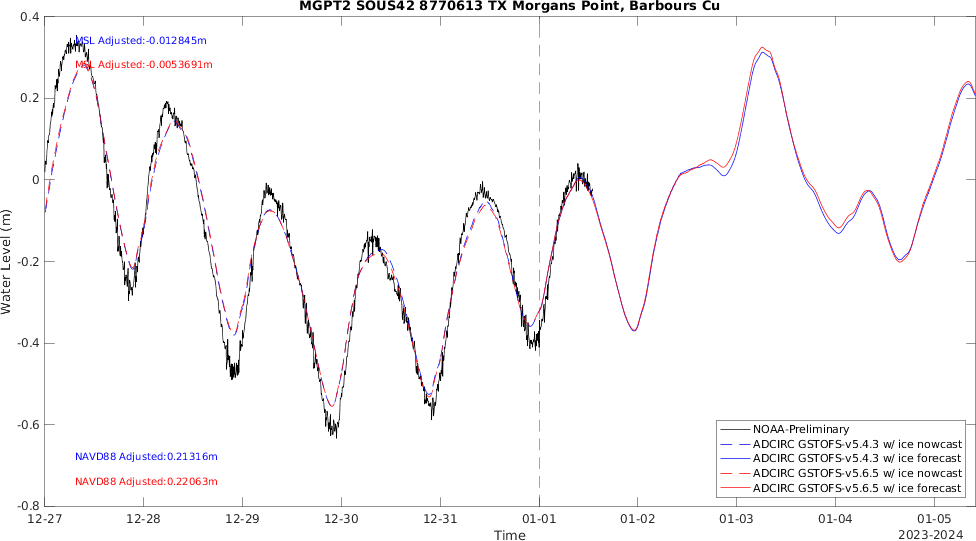 MGPT2 SOUS42 8770613 TX Morgans Point, Barbours Cu
0.4
MSL Adjusted:-0.012845m
MSL Adjusted:-0.0053691m
0.2
0
-0.2
-0.4
-0.6
-0.8
Water Level (m)
NAVD88 Adjusted:0.21316m
NAVD88 Adjusted:0.22063m
NOAA-Preliminary
ADCIRC GSTOFS-v5.4.3 w/ ice nowcast
ADCIRC GSTOFS-v5.4.3 w/ ice forecast
ADCIRC GSTOFS-v5.6.5 w/ ice nowcast
ADCIRC GSTOFS-v5.6.5 w/ ice forecast
12-27 12-28 12-29 12-30 12-31 01-01 01-02 01-03 01-04 01-05
Time
2023-2024